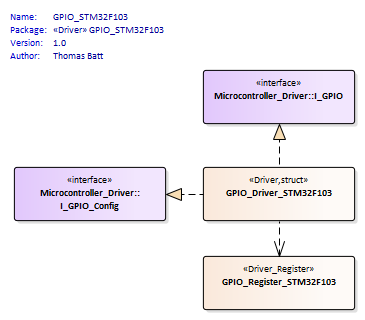 Name: GPIO_STM32F103
Package: «Driver» GPIO_STM32F103
Version: 1.0
Author: Thomas Batt
«interface»
Microcontroller_Driver::I_GPIO
«interface»
Microcontroller_Driver::
I_GPIO_Config
«Driver,struct»
GPIO_Driver_STM32F103
«Driver_Register»
GPIO_Register_STM32F103